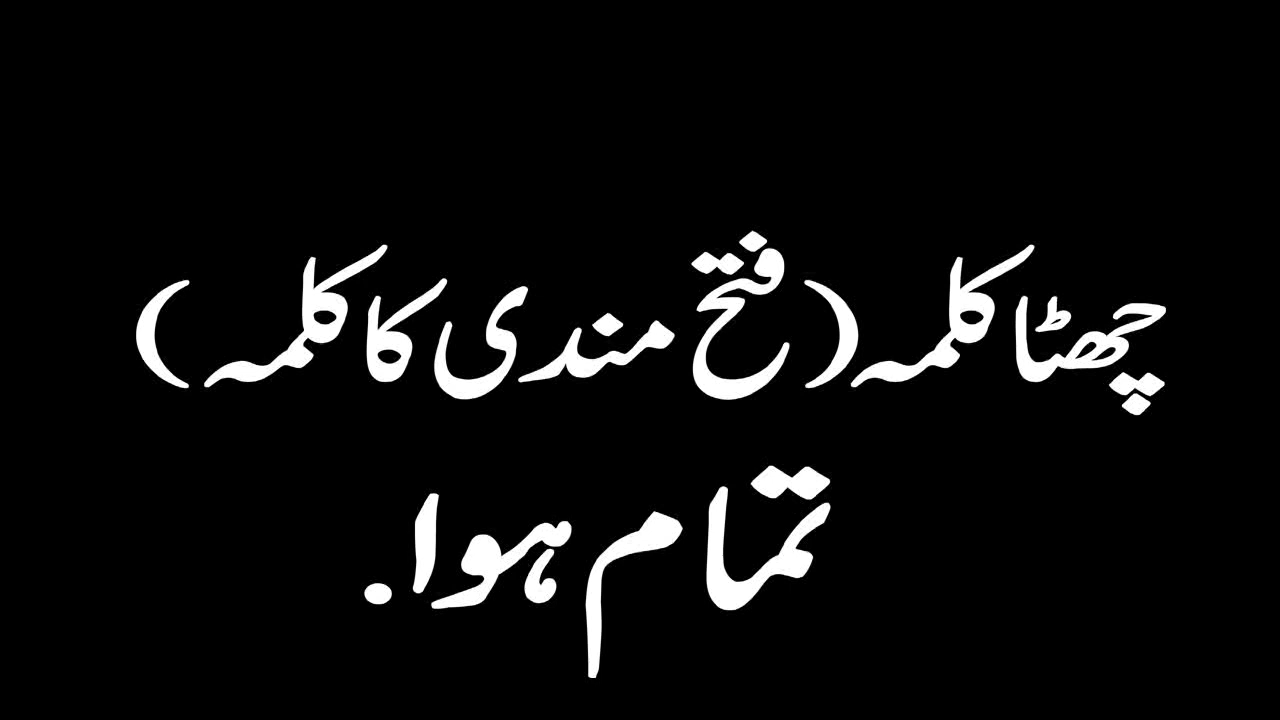 چھٹا کلمہ (فتح مندی کا کلمہ)
تمام ہوا.